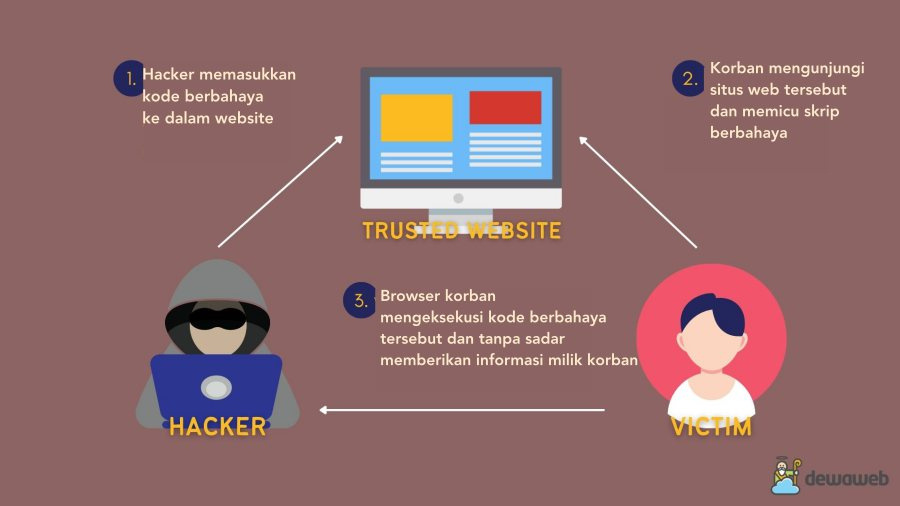 1. Hacker memasukkan
kode berbahaya
ke dalam website
2. Korban mengunjungi
situs web tersebut
dan memicu skrip
berbahaya
TRUSTED WEBSITE
3. Browser korban
mengeksekusi kode berbahaya
tersebut dan tanpa sadar
memberikan informasi milik korban
HACKER
VICTIM
dewaweb